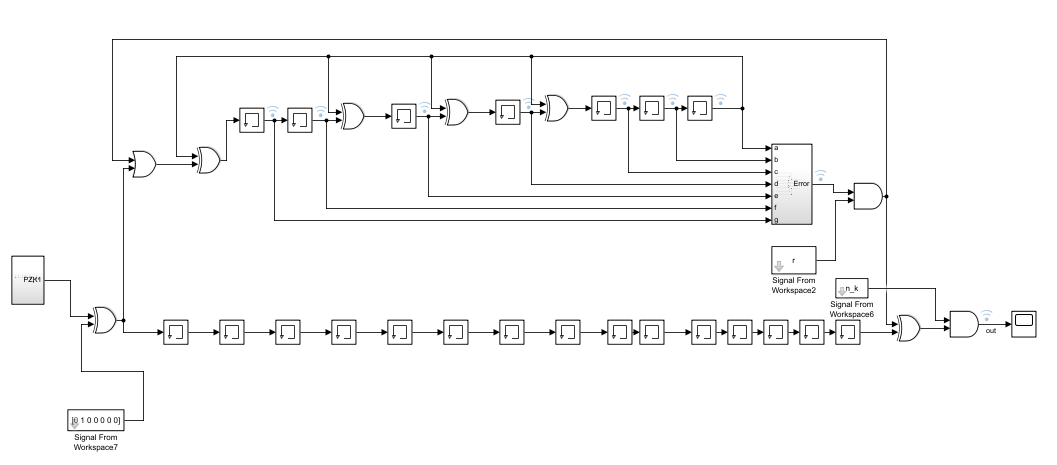 a
b
c
d
e
f
g
Error
r
Signal From
Workspace2
n_k
Signal From
Workspace6
out
[0 1 0 0 0 0 0]
Signal From
Workspace7